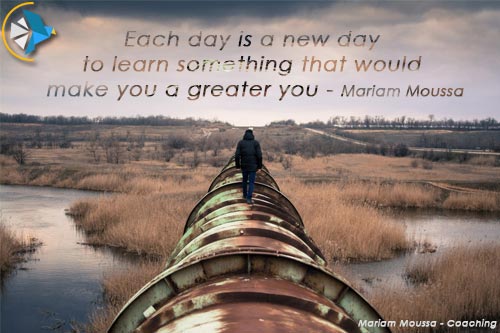 Each day is a new day
to learn something that would
make you a greater you - Mariam Moussa
Mariam Moussa - Coaching